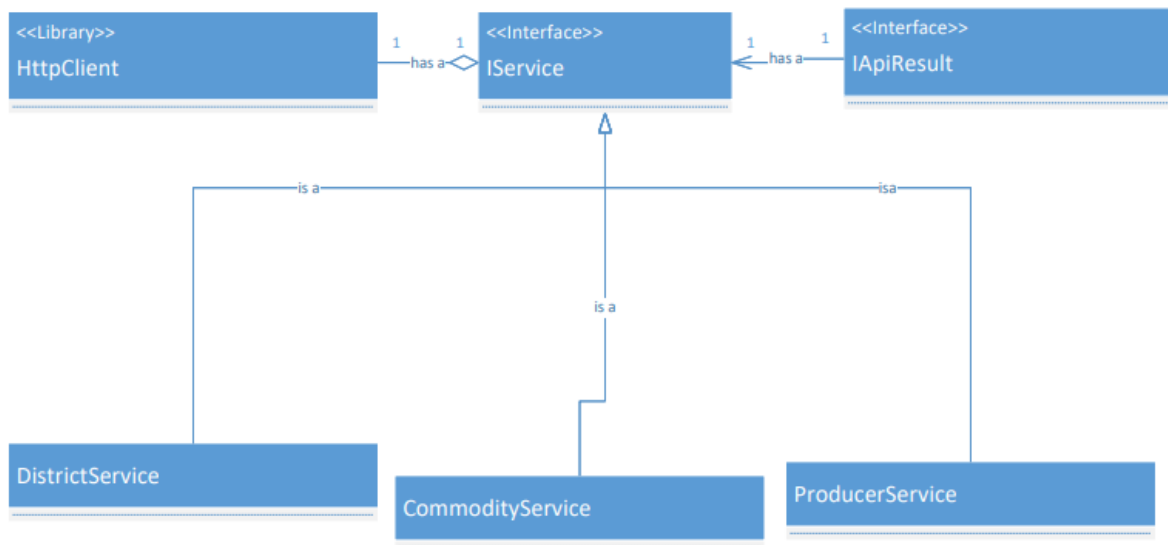 <<Library>>
HttpClient
1
has a
1
<<Interface>>
IService
1
has a
1
<<Interface>>
IApiResult
is a
isa
is a
DistrictService
CommodityService
ProducerService